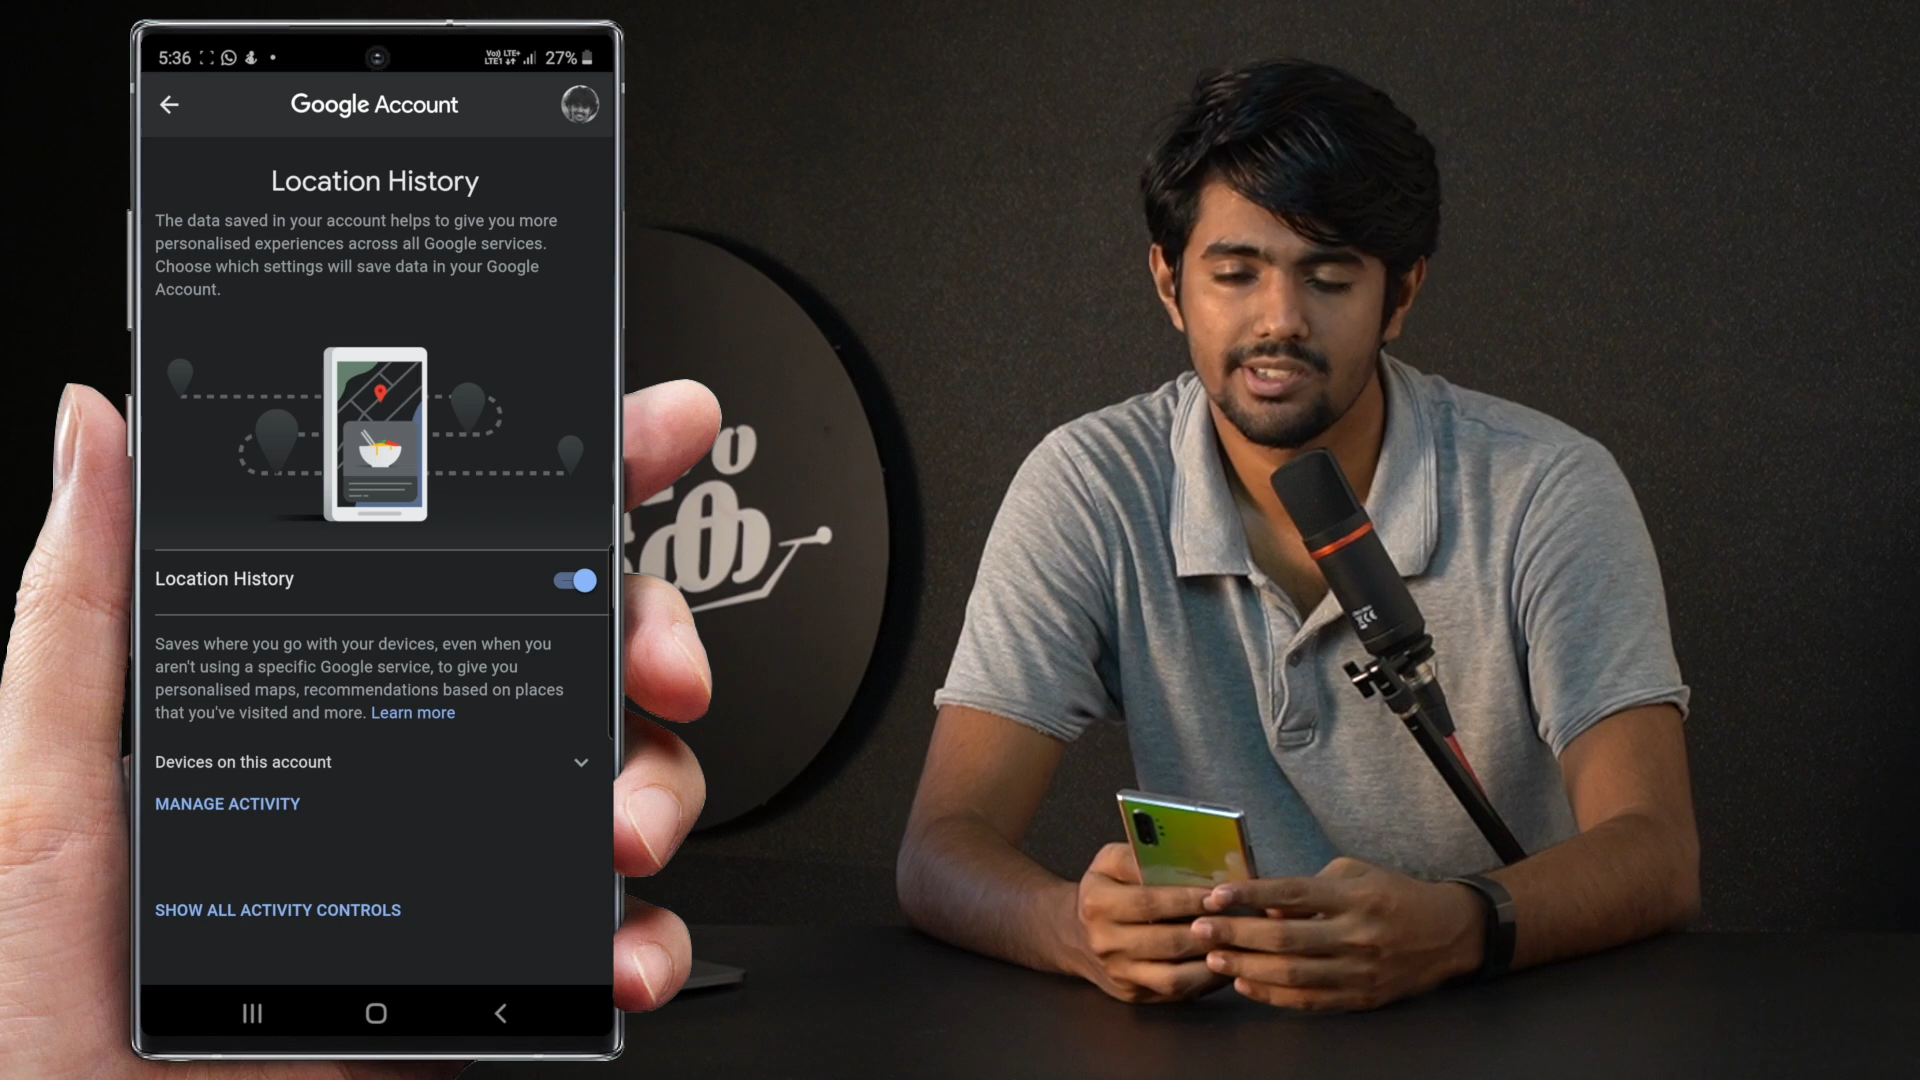 5:36
Vo) LTE+
LTE1
27%
Google Account
Location History
The data saved in your account helps to give you more
personalised experiences across all Google services.
Choose which settings will save data in your Google
Account.
Location History
Saves where you go with your devices, even when you
aren't using a specific Google service, to give you
personalised maps, recommendations based on places
that you've visited and more. Learn more
Devices on this account
MANAGE ACTIVITY
SHOW ALL ACTIVITY CONTROLS